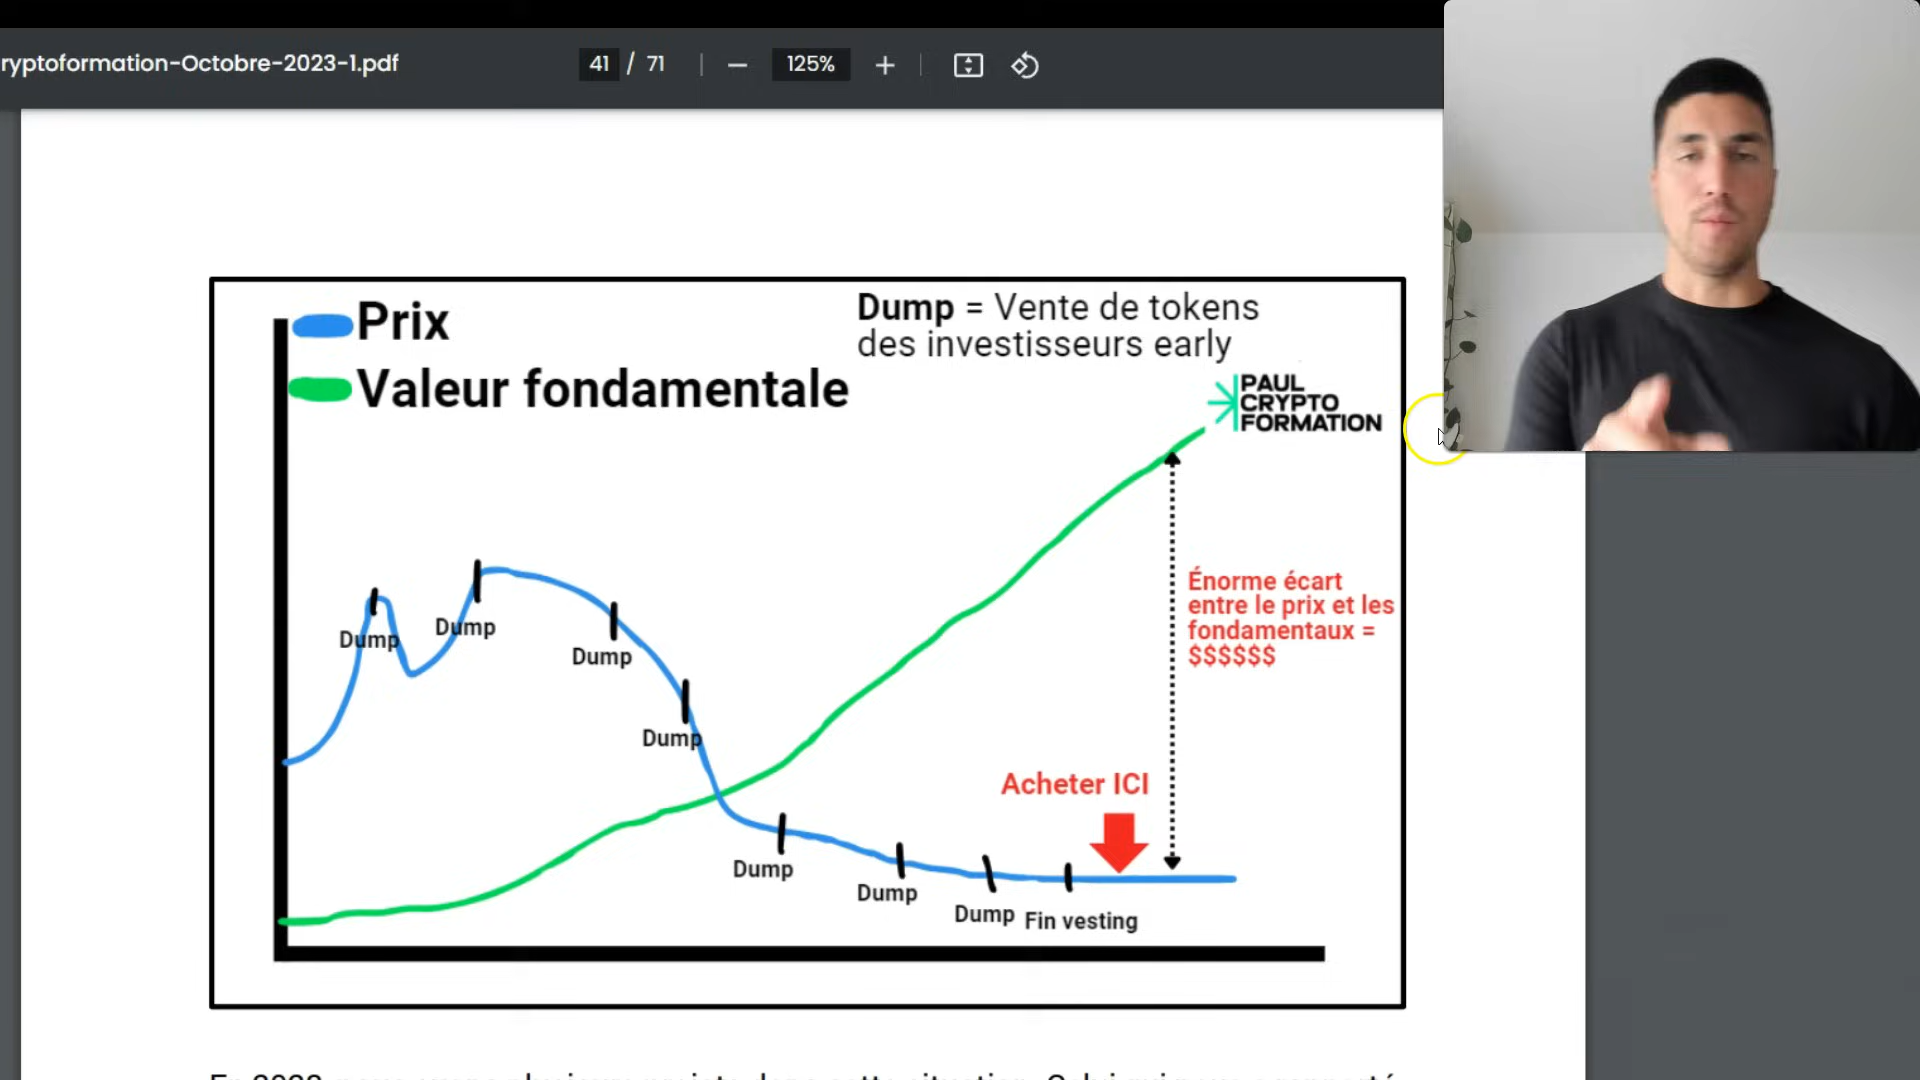 ryptoformation-Octobre-2023-1.pdf
41 / 71
125%
Prix
Valeur fondamentale
Dump = Vente de tokens
des investisseurs early
PAUL
CRYPTO
FORMATION
Énorme écart
entre le prix et les
fondamentaux =
$$$$$$
Dump
Dump
Dump
Dump
Acheter ICI
Dump
Dump
Dump
Fin vesting